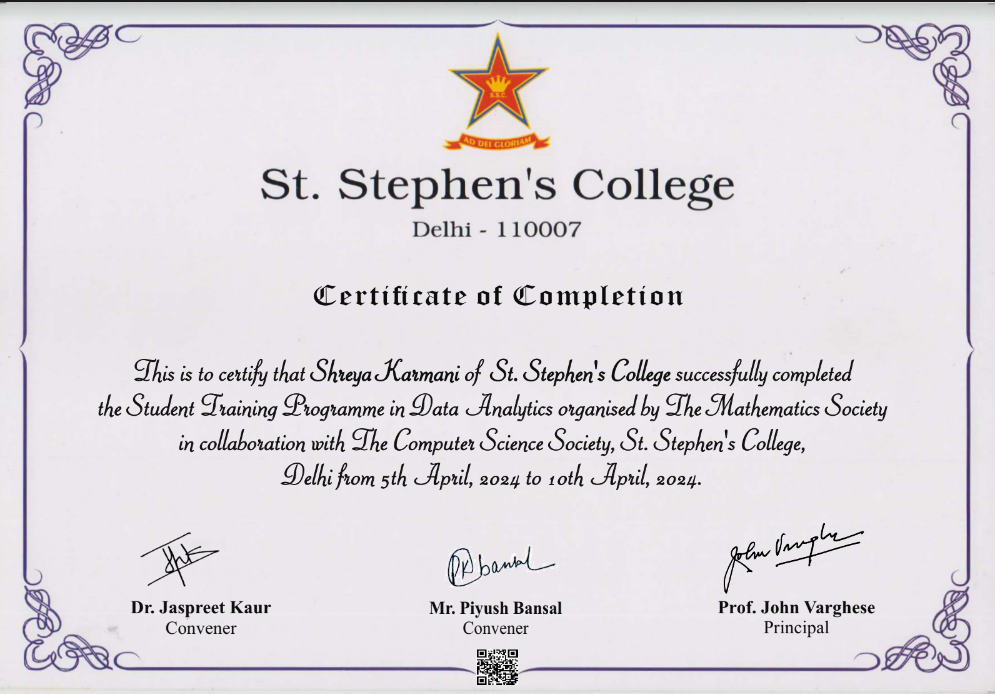 S.S.C.
AD DEI GLORIAM
St. Stephen's College
Delhi - 110007
Certificate of Completion
This is to certify that Shreya Karmani of St. Stephen's College successfully completed
the Student Training Programme in Data Analytics organised by The Mathematics Society
in collaboration with The Computer Science Society, St. Stephen's College,
Delhi from 5th April, 2024 to 10th April, 2024.
PKbansal
John Varghese
Dr. Jaspreet Kaur
Mr. Piyush Bansal
Prof. John Varghese
Convener
Convener
Principal